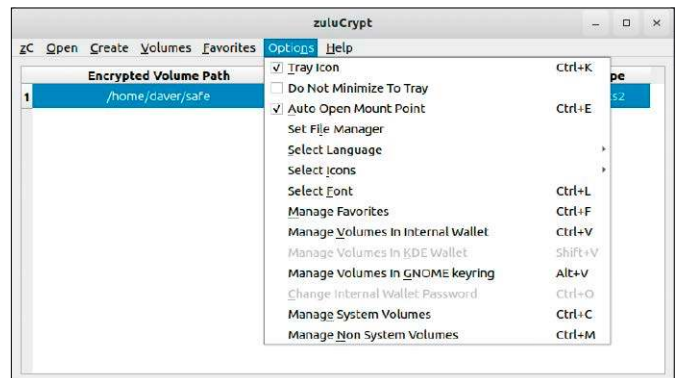 zuluCrypt
zC Open Create Volumes Favorites Options Help
Encrypted Volume Path
pe
1 /home/daver/safe
s2
Tray Icon Ctrl+K
Do Not Minimize To Tray
Auto Open Mount Point Ctrl+E
Set File Manager
Select Language
Select Icons
Select Font Ctrl+L
Manage Favorites Ctrl+F
Manage Volumes In Internal Wallet Ctrl+V
Manage Volumes In KDE Wallet Shift+V
Manage Volumes In GNOME keyring Alt+V
Change Internal Wallet Password Ctrl+O
Manage System Volumes Ctrl+C
Manage Non System Volumes Ctrl+M